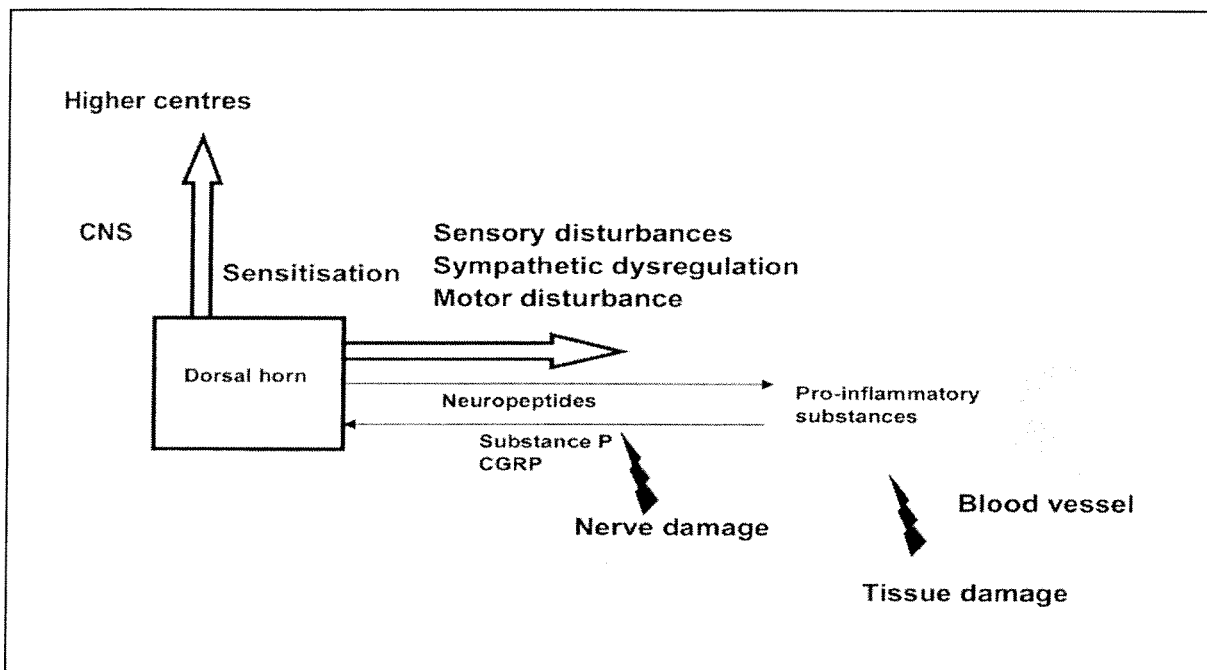 Higher centres
CNS
Sensitisation
Sensory disturbances
Sympathetic dysregulation
Motor disturbance
Dorsal horn
Neuropeptides
Pro-inflammatory
substances
Substance P
CGRP
Nerve damage
Blood vessel
Tissue damage